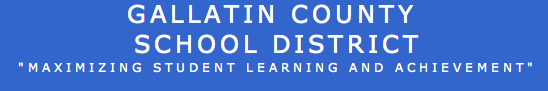 GALLATIN COUNTY
SCHOOL DISTRICT
"MAXIMIZING STUDENT LEARNING AND ACHIEVEMENT"